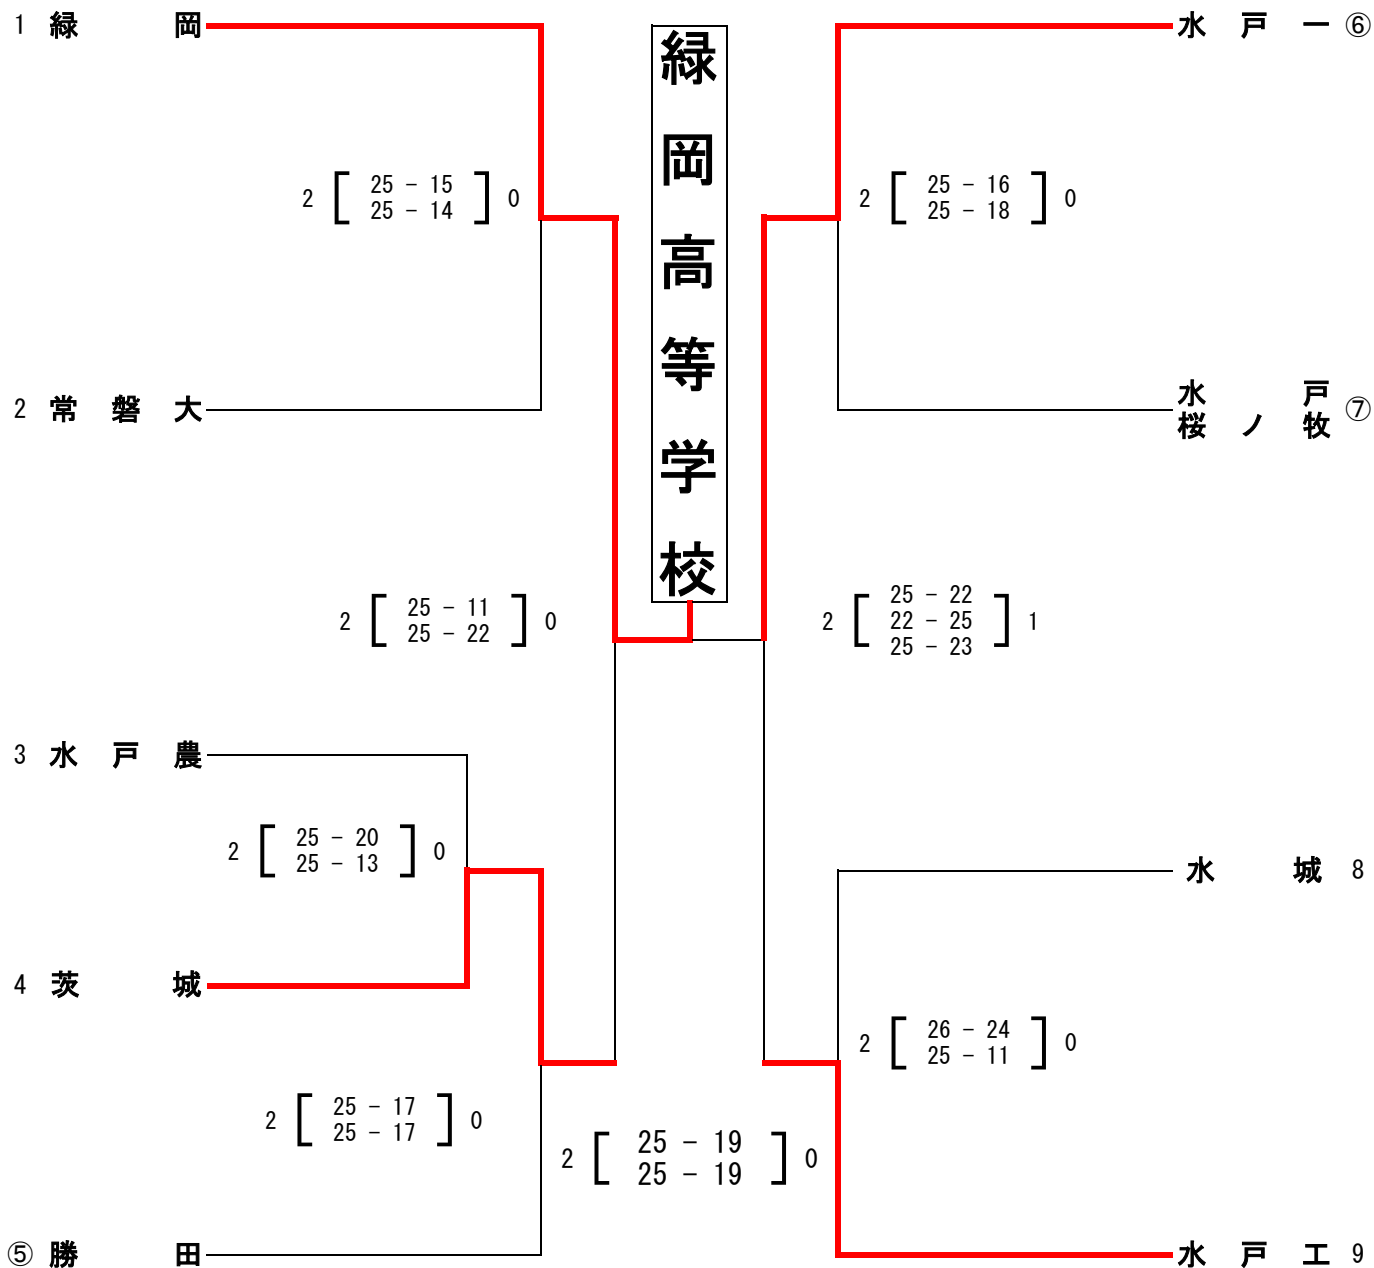 1 緑岡
水戸一 ⑥
緑岡高等学校
2 [ 25 - 15 ] 0
25 - 14
2 [ 25 - 16 ] 0
25 - 18
2 常磐大
水戸
桜ノ牧 ⑦
2 [ 25 - 11 ] 0
25 - 22
25 - 22
2 [ 22 - 25 ] 1
25 - 23
3 水戸農
2 [ 25 - 20 ] 0
25 - 13
水城 8
4 茨城
2 [ 26 - 24 ] 0
25 - 11
2 [ 25 - 17 ] 0
25 - 17
2 [ 25 - 19 ] 0
25 - 19
⑤ 勝田
水戸工 9